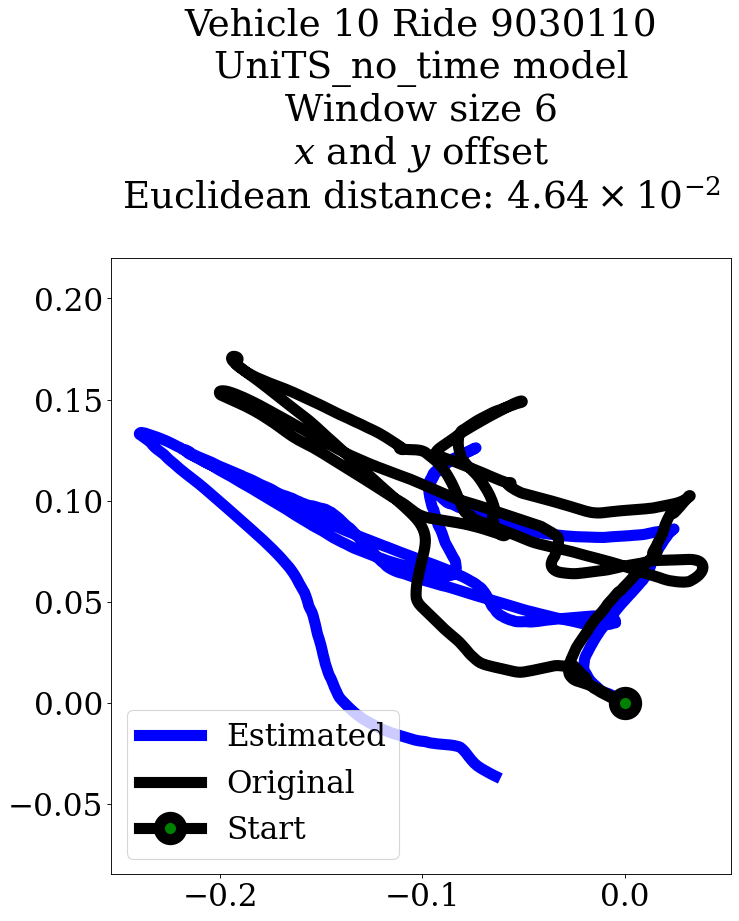 Vehicle 10 Ride 9030110
UniTS_no_time model
Window size 6
x and y offset
Euclidean distance: 4.64 × 10⁻²
0.20
0.15
0.10
0.05
0.00
−0.05
Estimated
Original
Start
−0.2 −0.1 0.0